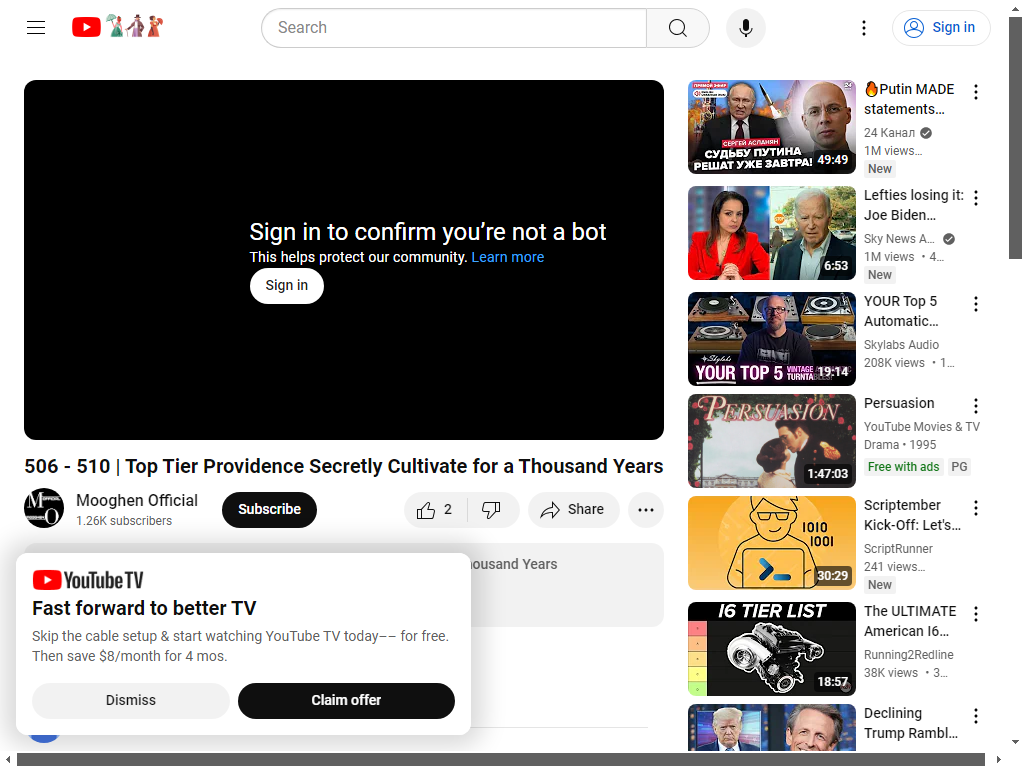 Search
Sign in
Sign in to confirm you’re not a bot
This helps protect our community. Learn more
Sign in
506 - 510 | Top Tier Providence Secretly Cultivate for a Thousand Years
Mooghen Official
1.26K subscribers
Subscribe
2
Share
ousand Years
YouTube TV
Fast forward to better TV
Skip the cable setup & start watching YouTube TV today–– for free.
Then save $8/month for 4 mos.
Dismiss
Claim offer
СЕРГЕЙ АСЛАНЯН
СУДЬБУ ПУТИНА
РЕШАТ УЖЕ ЗАВТРА!
49:49
🔥Putin MADE
statements…
24 Канал
1M views…
New
6:53
Lefties losing it:
Joe Biden…
Sky News A…
1M views • 4…
New
Skylabs
YOUR TOP 5 VINTAGE
19:14
YOUR Top 5
Automatic…
Skylabs Audio
208K views • 1…
PERSUASION
1:47:03
Persuasion
YouTube Movies & TV
Drama • 1995
Free with ads
PG
1010
1001
30:29
Scriptember
Kick-Off: Let's…
ScriptRunner
241 views…
New
I6 TIER LIST
18:57
The ULTIMATE
American I6…
Running2Redline
38K views • 3…
Declining
Trump Rambl…